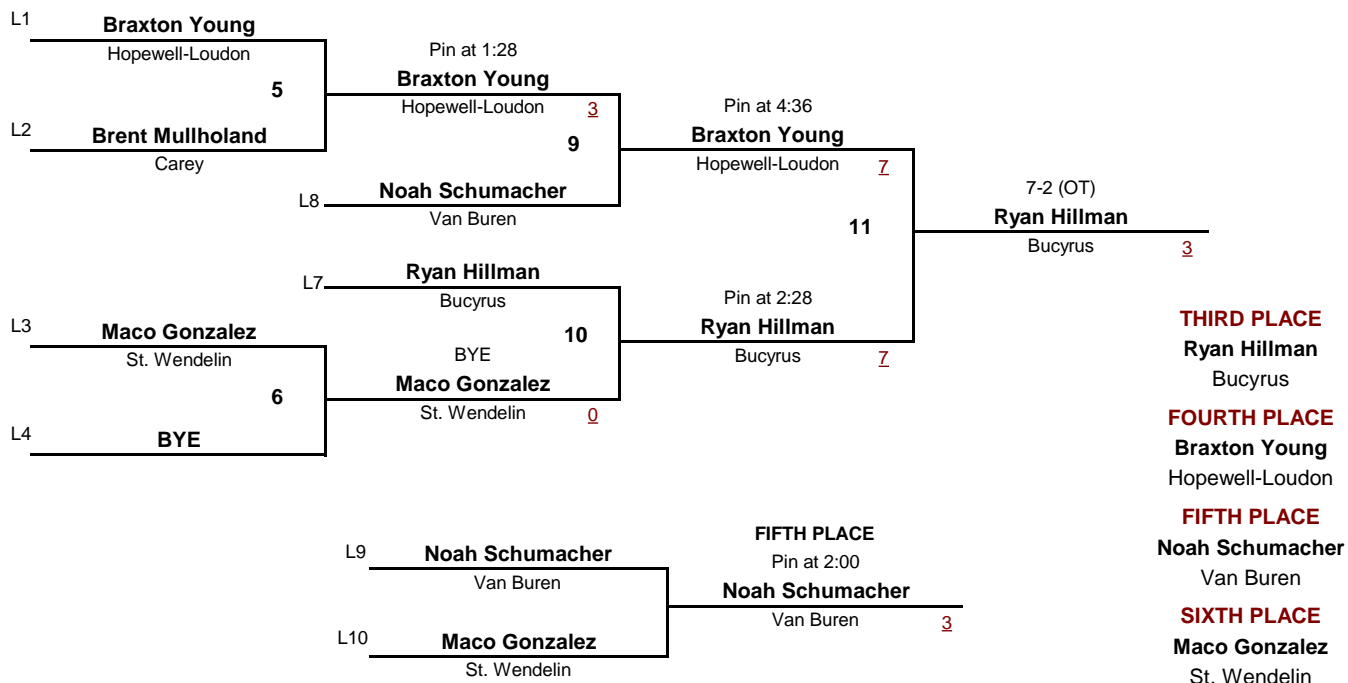 L1
Braxton Young
Hopewell-Loudon
5
L2
Brent Mullholand
Carey
Pin at 1:28
Braxton Young
Hopewell-Loudon 3
9
L8
Noah Schumacher
Van Buren
Pin at 4:36
Braxton Young
Hopewell-Loudon 7
11
7-2 (OT)
Ryan Hillman
Bucyrus 3
L7
Ryan Hillman
Bucyrus
10
L3
Maco Gonzalez
St. Wendelin
6
L4
BYE
BYE
Maco Gonzalez
St. Wendelin 0
Pin at 2:28
Ryan Hillman
Bucyrus 7
THIRD PLACE
Ryan Hillman
Bucyrus
FOURTH PLACE
Braxton Young
Hopewell-Loudon
FIFTH PLACE
Noah Schumacher
Van Buren
SIXTH PLACE
Maco Gonzalez
St. Wendelin
L9
Noah Schumacher
Van Buren
L10
Maco Gonzalez
St. Wendelin
FIFTH PLACE
Pin at 2:00
Noah Schumacher
Van Buren 3